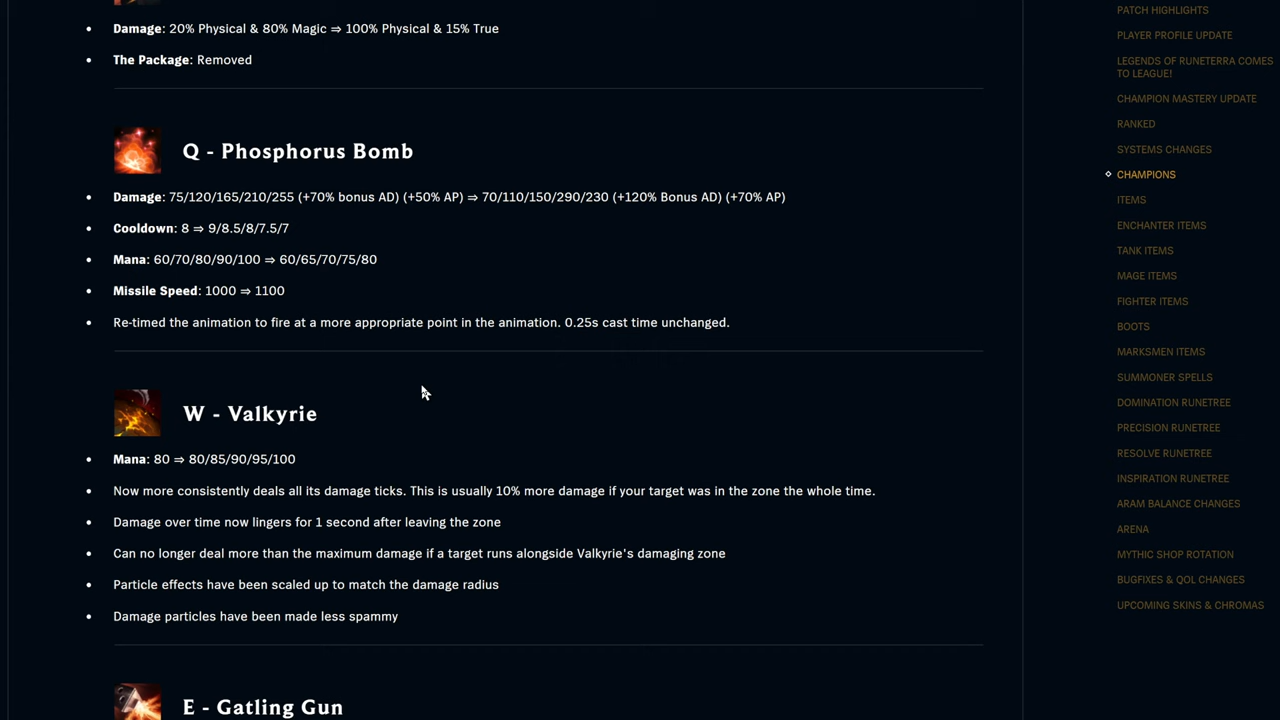 Damage: 20% Physical & 80% Magic ⇒ 100% Physical & 15% True
The Package: Removed
Q - Phosphorus Bomb
Damage: 75/120/165/210/255 (+70% bonus AD) (+50% AP) ⇒ 70/110/150/290/230 (+120% Bonus AD) (+70% AP)
Cooldown: 8 ⇒ 9/8.5/8/7.5/7
Mana: 60/70/80/90/100 ⇒ 60/65/70/75/80
Missile Speed: 1000 ⇒ 1100
Re-timed the animation to fire at a more appropriate point in the animation. 0.25s cast time unchanged.
W - Valkyrie
Mana: 80 ⇒ 80/85/90/95/100
Now more consistently deals all its damage ticks. This is usually 10% more damage if your target was in the zone the whole time.
Damage over time now lingers for 1 second after leaving the zone
Can no longer deal more than the maximum damage if a target runs alongside Valkyrie's damaging zone
Particle effects have been scaled up to match the damage radius
Damage particles have been made less spammy
E - Gatling Gun
PATCH HIGHLIGHTS
PLAYER PROFILE UPDATE
LEGENDS OF RUNETERRA COMES
TO LEAGUE!
CHAMPION MASTERY UPDATE
RANKED
SYSTEMS CHANGES
CHAMPIONS
ITEMS
ENCHANTER ITEMS
TANK ITEMS
MAGE ITEMS
FIGHTER ITEMS
BOOTS
MARKSMEN ITEMS
SUMMONER SPELLS
DOMINATION RUNETREE
PRECISION RUNETREE
RESOLVE RUNETREE
INSPIRATION RUNETREE
ARAM BALANCE CHANGES
ARENA
MYTHIC SHOP ROTATION
BUGFIXES & QOL CHANGES
UPCOMING SKINS & CHROMAS